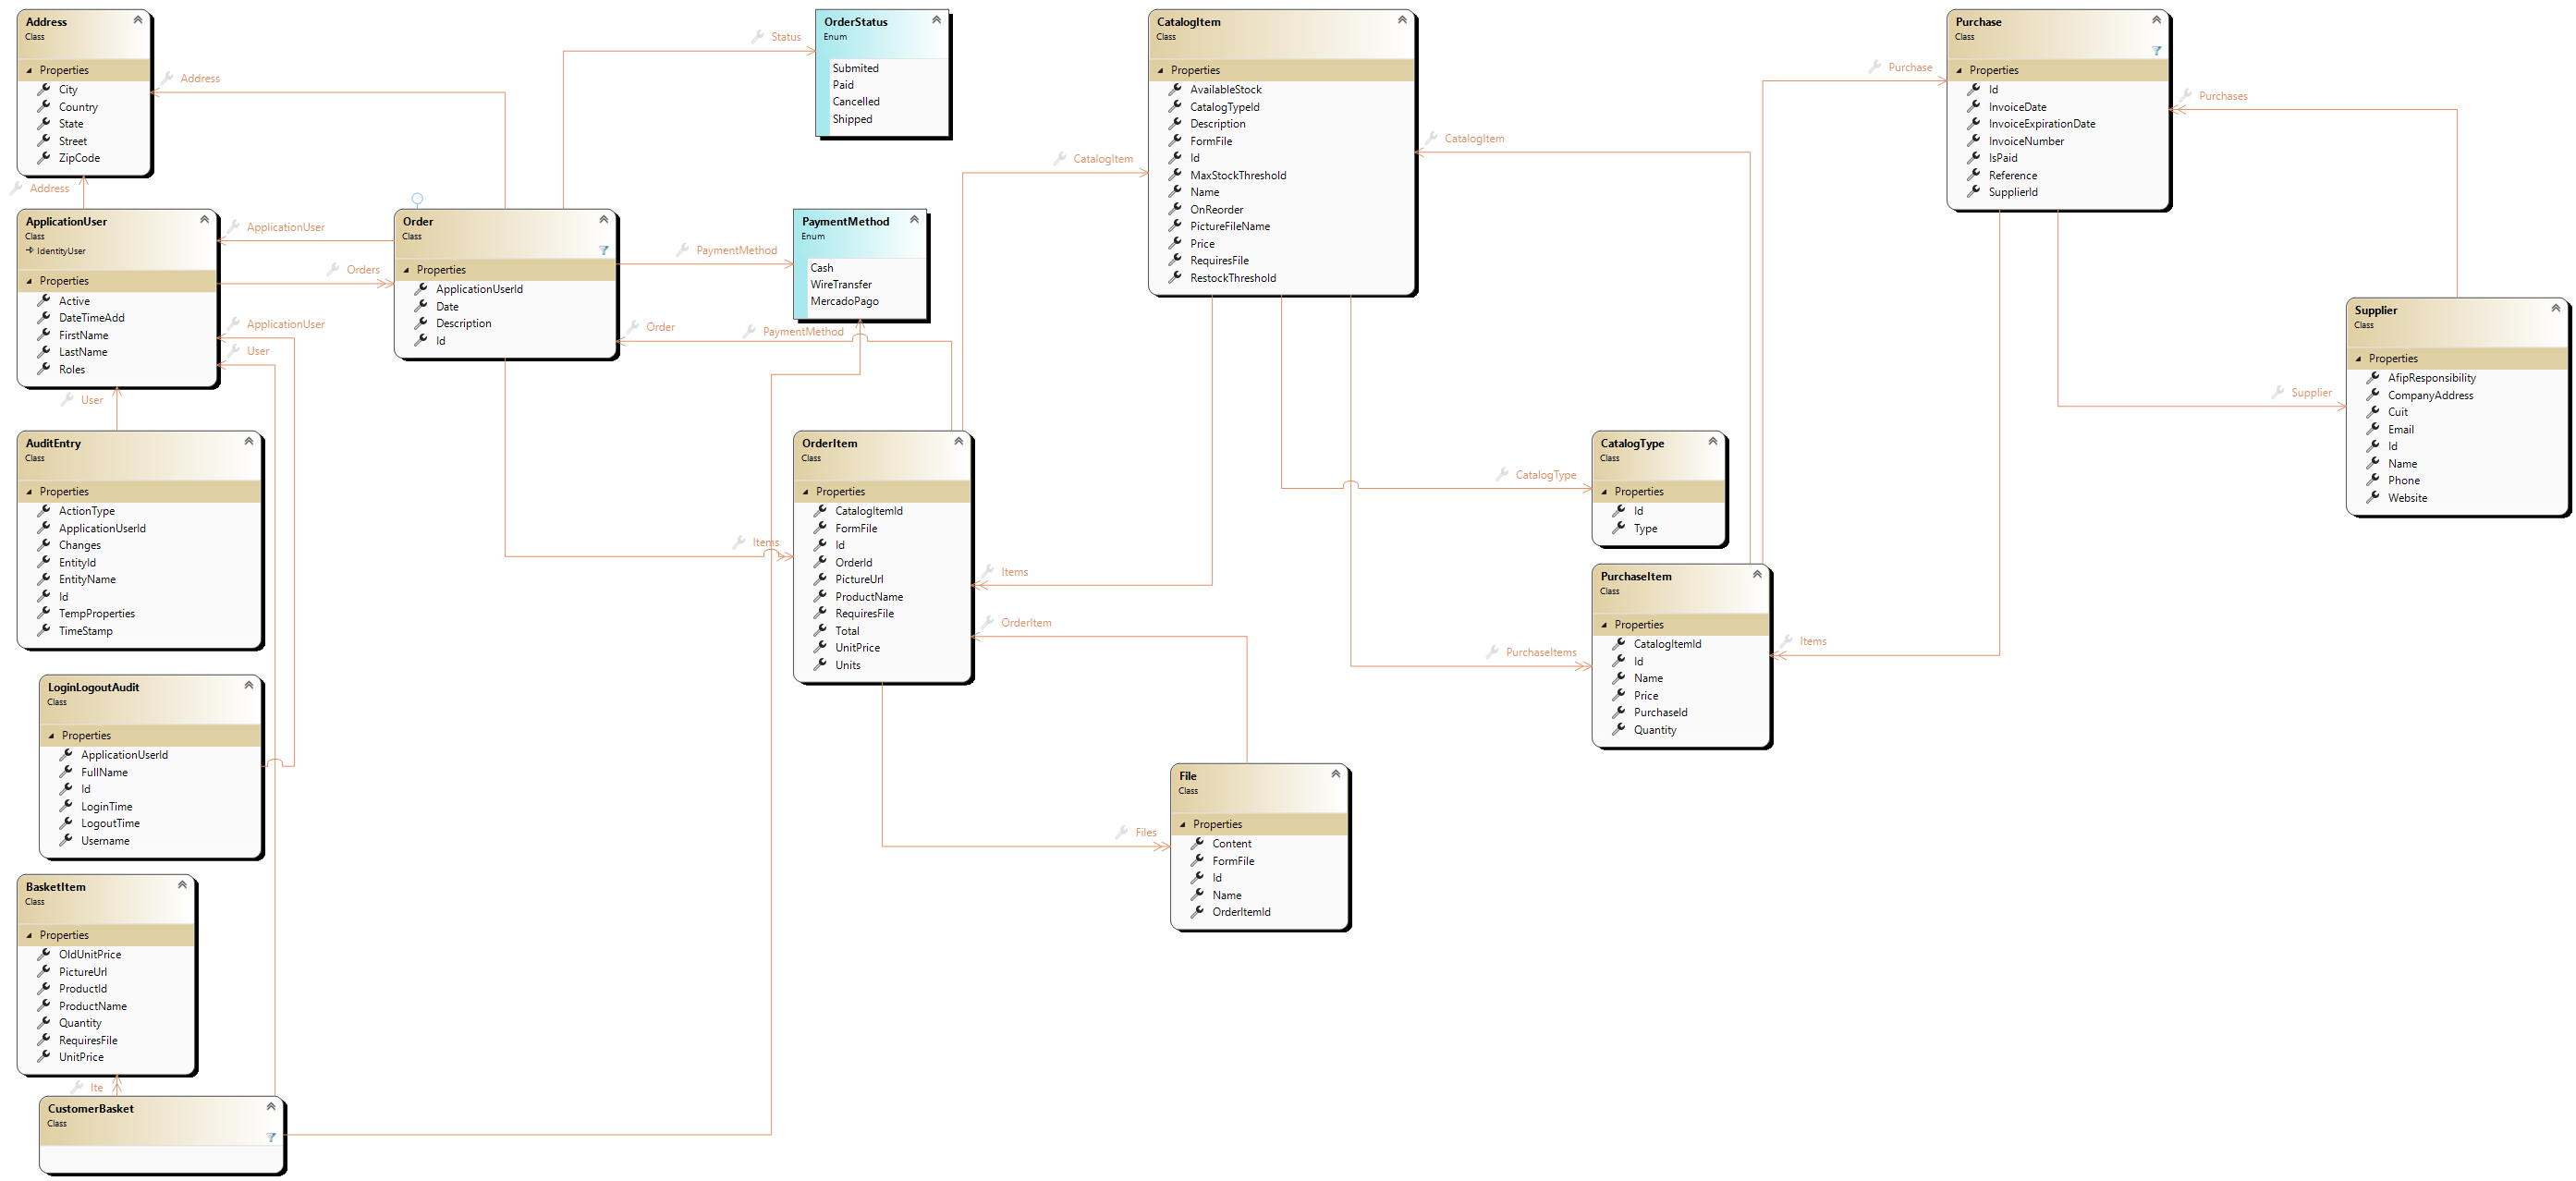 Address
Class
Properties
City
Country
State
Street
ZipCode
Address
Address
ApplicationUser
Class
IdentityUser
Properties
Active
DateTimeAdd
FirstName
LastName
Roles
ApplicationUser
Orders
ApplicationUser
User
User
AuditEntry
Class
Properties
ActionType
ApplicationUserId
Changes
EntityId
EntityName
Id
TempProperties
TimeStamp
LoginLogoutAudit
Class
Properties
ApplicationUserId
FullName
Id
LoginTime
LogoutTime
Username
BasketItem
Class
Properties
OldUnitPrice
PictureUrl
ProductId
ProductName
Quantity
RequiresFile
UnitPrice
Ite
CustomerBasket
Class
Order
Class
Properties
ApplicationUserId
Date
Description
Id
Status
OrderStatus
Enum
Submited
Paid
Cancelled
Shipped
PaymentMethod
PaymentMethod
Enum
Cash
WireTransfer
MercadoPago
Order
PaymentMethod
OrderItem
Class
Properties
CatalogItemId
FormFile
Id
OrderId
PictureUrl
ProductName
RequiresFile
Total
UnitPrice
Units
Items
Items
OrderItem
Files
CatalogItem
CatalogItem
Class
Properties
AvailableStock
CatalogTypeId
Description
FormFile
Id
MaxStockThreshold
Name
OnReorder
PictureFileName
Price
RequiresFile
RestockThreshold
CatalogItem
File
Class
Properties
Content
FormFile
Id
Name
OrderItemId
CatalogType
CatalogType
Class
Properties
Id
Type
PurchaseItems
PurchaseItem
Class
Properties
CatalogItemId
Id
Name
Price
PurchaseId
Quantity
Items
Purchase
Purchase
Class
Properties
Id
InvoiceDate
InvoiceExpirationDate
InvoiceNumber
IsPaid
Reference
SupplierId
Purchases
Supplier
Supplier
Class
Properties
AfipResponsibility
CompanyAddress
Cuit
Email
Id
Name
Phone
Website